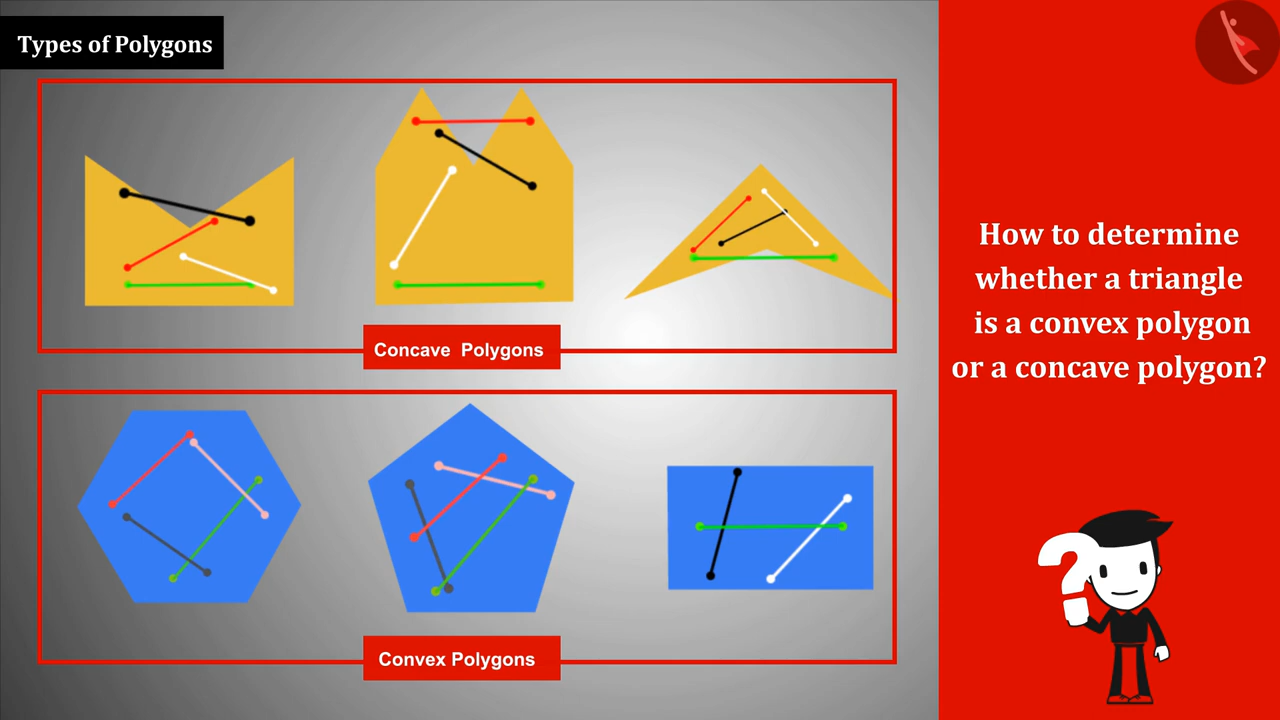 Types of Polygons
Concave  Polygons
Convex Polygons
How to determine
whether a triangle
is a convex polygon
or a concave polygon?
?